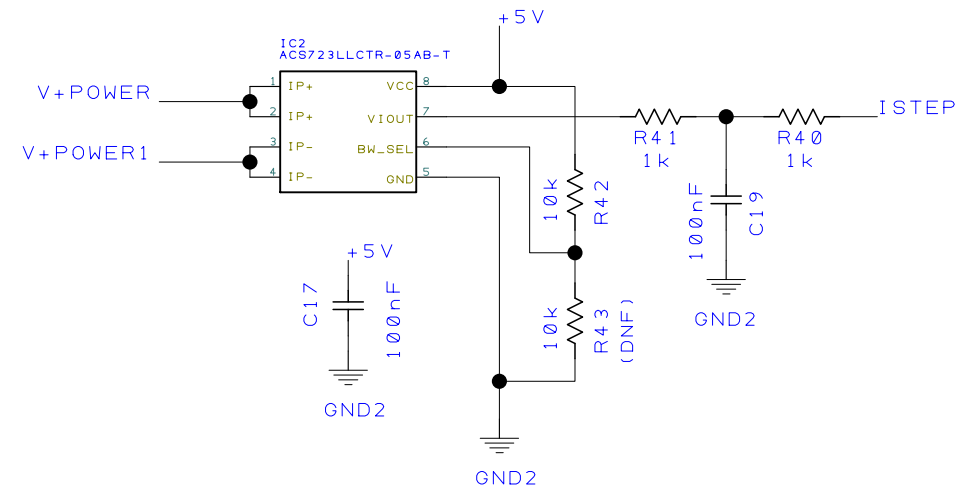 +5V
IC2
ACS723LLCTR-05AB-T
V+POWER
V+POWER1
1 IP+
2 IP+
3 IP-
4 IP-
VCC 8
VIOUT 7
BW_SEL 6
GND 5
R41
1k
R40
1k
ISTEP
10k
R42
100nF
C19
GND2
+5V
C17
100nF
GND2
10k
R43
(DNF)
GND2